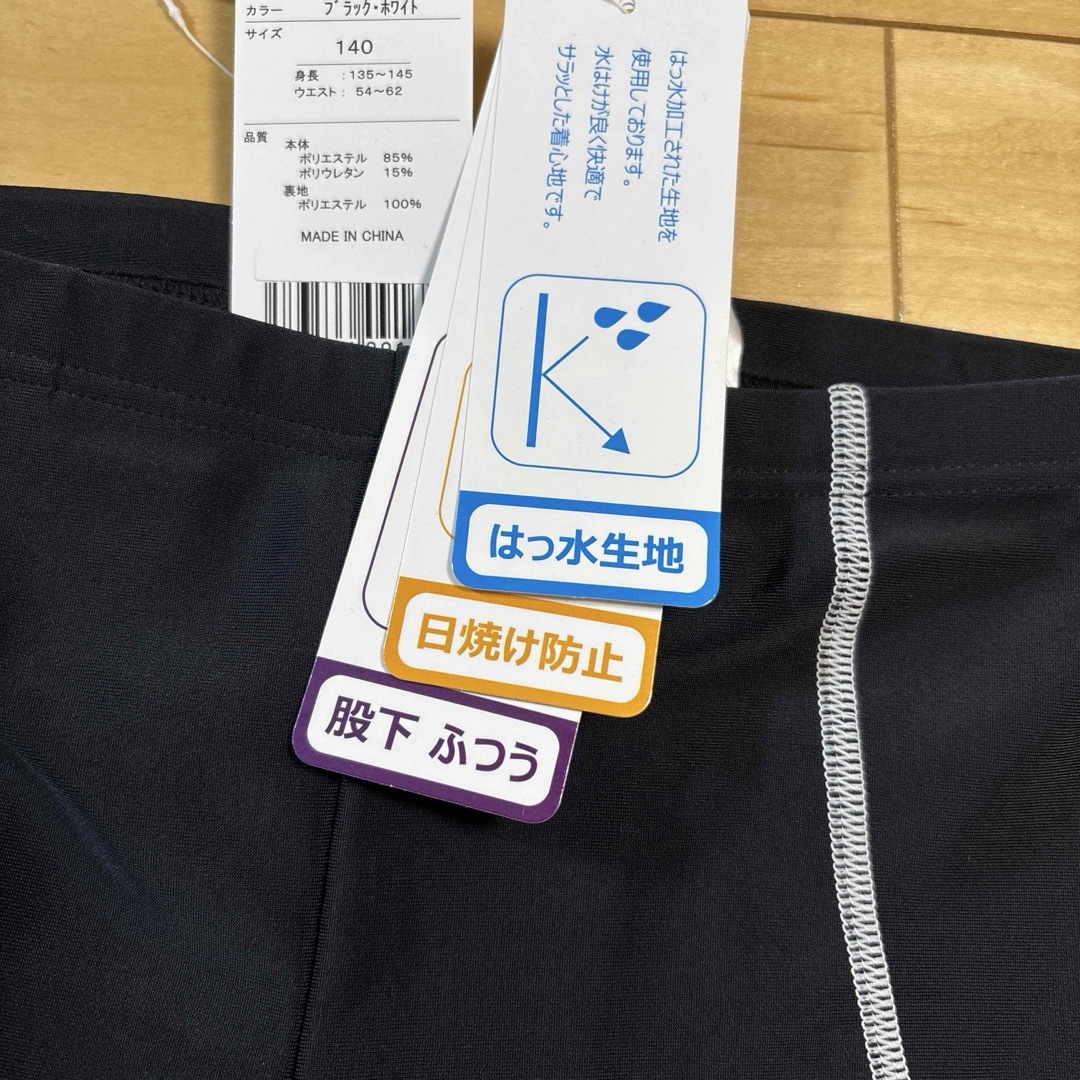 カラー ブラック・ホワイト
サイズ
140
身長 :135〜145
ウエスト: 54〜62
品質
本体
ポリエステル 85%
ポリウレタン 15%
裏地
ポリエステル 100%
MADE IN CHINA
はっ水加工された生地を
使用しております。
水はけが良く快適で
サラッとした着心地です。
はっ水生地
日焼け防止
股下 ふつう